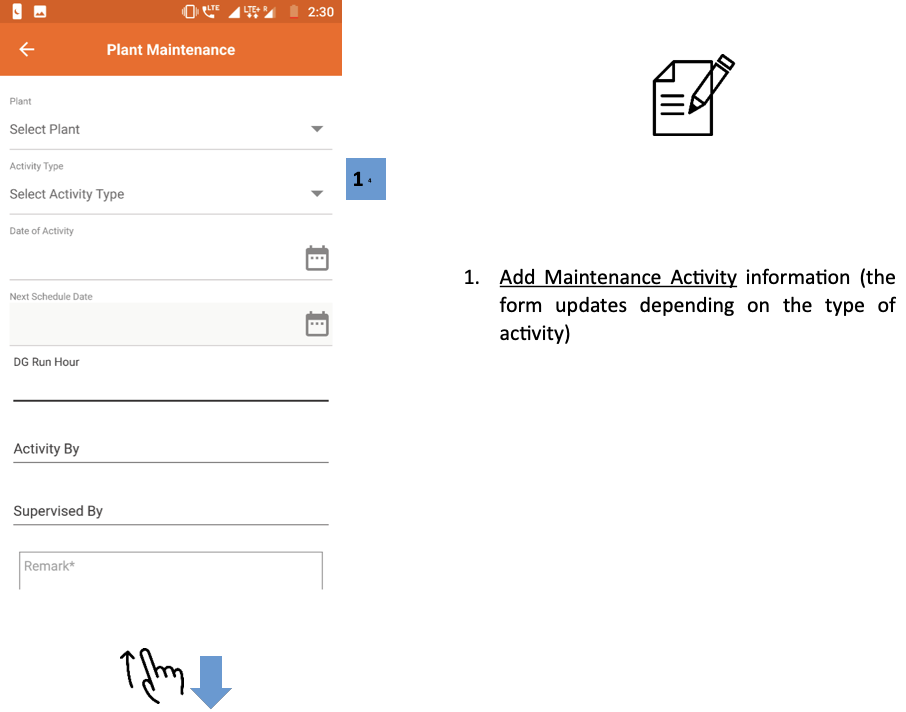 LTE LTE+ R 2:30
Plant Maintenance
Plant
Select Plant
Activity Type
Select Activity Type
1
Date of Activity
Next Schedule Date
DG Run Hour
Activity By
Supervised By
Remark*
1. Add Maintenance Activity information (the
form updates depending on the type of
activity)